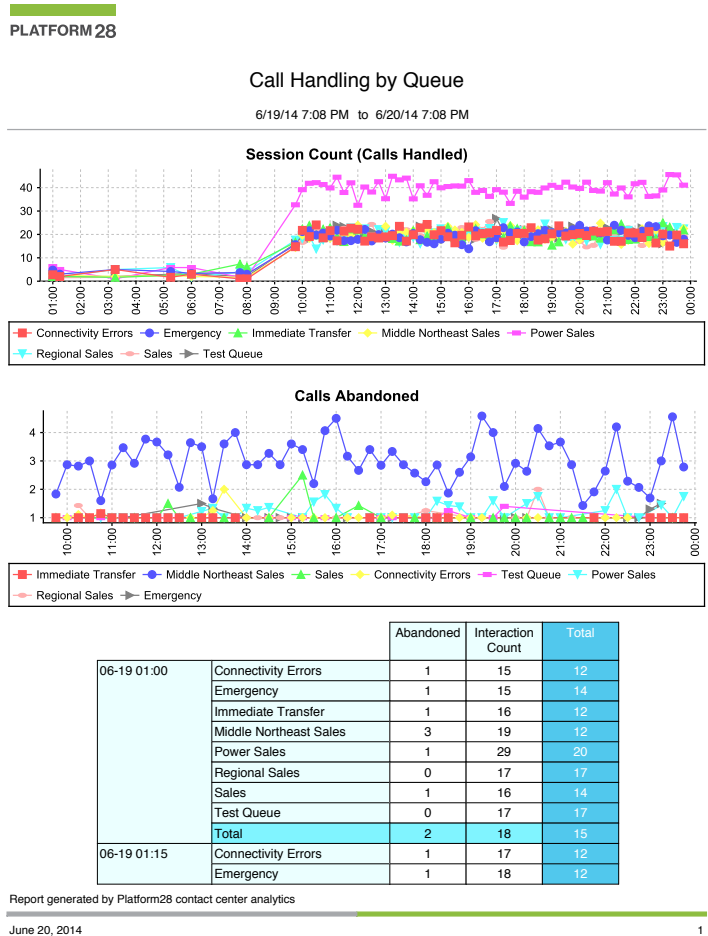 PLATFORM 28
Call Handling by Queue
6/19/14 7:08 PM to 6/20/14 7:08 PM
Session Count (Calls Handled)
40
30
20
10
0
01:00 02:00 03:00 04:00 05:00 06:00 07:00 08:00 09:00 10:00 11:00 12:00 13:00 14:00 15:00 16:00 17:00 18:00 19:00 20:00 21:00 22:00 23:00 00:00
Connectivity Errors Emergency Immediate Transfer Middle Northeast Sales Power Sales
Regional Sales Sales Test Queue
Calls Abandoned
4
3
2
1
10:00 11:00 12:00 13:00 14:00 15:00 16:00 17:00 18:00 19:00 20:00 21:00 22:00 23:00 00:00
Immediate Transfer Middle Northeast Sales Sales Connectivity Errors Test Queue Power Sales
Regional Sales Emergency
Abandoned Interaction Count Total
06-19 01:00 Connectivity Errors 1 15 12
Emergency 1 15 14
Immediate Transfer 1 16 12
Middle Northeast Sales 3 19 12
Power Sales 1 29 20
Regional Sales 0 17 17
Sales 1 16 14
Test Queue 0 17 17
Total 2 18 15
06-19 01:15 Connectivity Errors 1 17 12
Emergency 1 18 12
Report generated by Platform28 contact center analytics
June 20, 2014 1